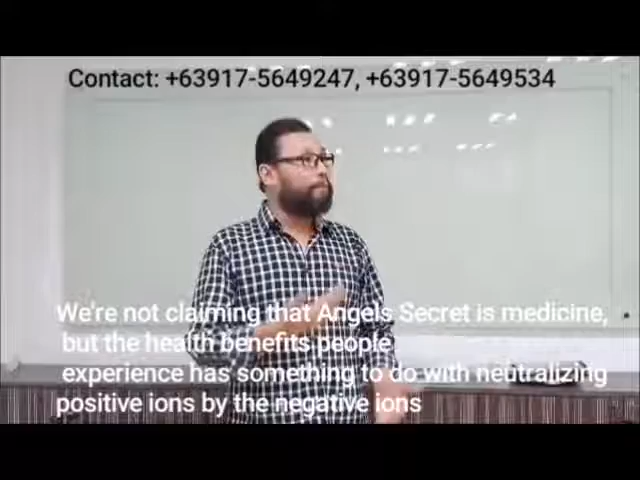 Contact: +63917-5649247, +63917-5649534
We're not claiming that Angels Secret is medicine,
but the health benefits people
experience has something to do with neutralizing
positive ions by the negative ions